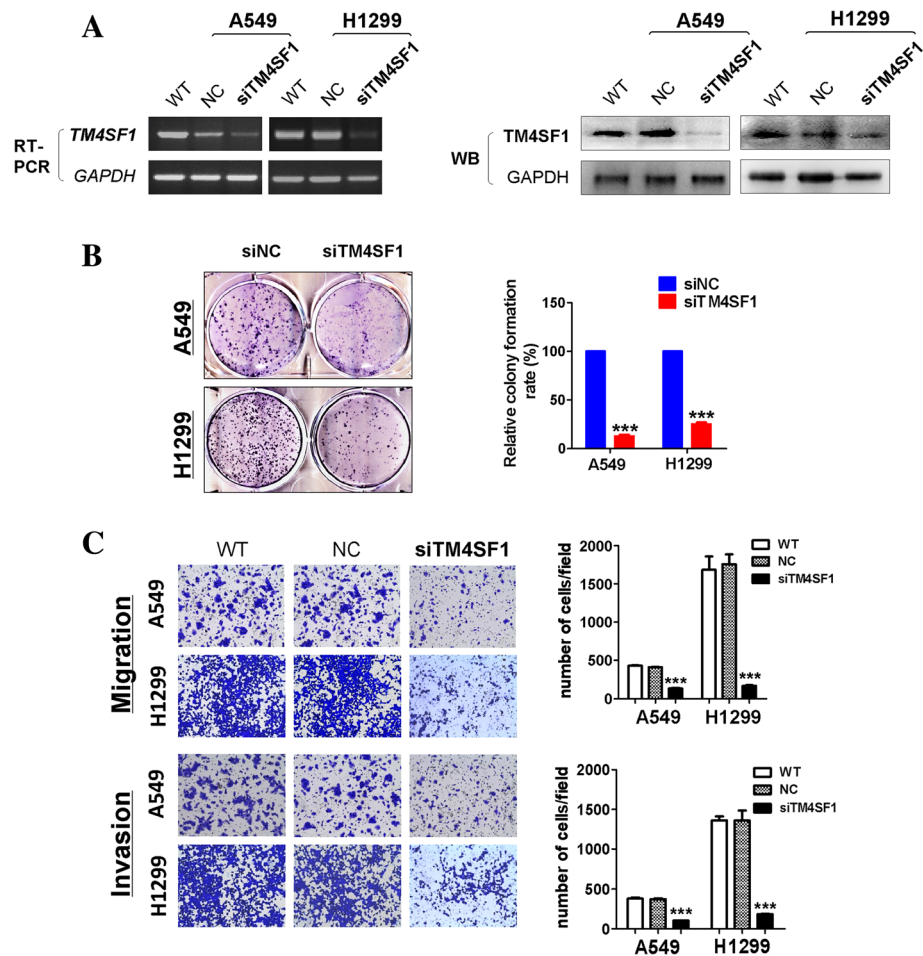 A
A549
H1299
WT
NC
siTM4SF1
WT
NC
siTM4SF1
RT-
PCR
TM4SF1
GAPDH
A549
H1299
WT
NC
siTM4SF1
WT
NC
siTM4SF1
WB
TM4SF1
GAPDH
B
siNC
siTM4SF1
A549
H1299
siNC
siTM4SF1
Relative colony formation
rate (%)
150
100
50
0
***
***
A549
H1299
C
WT
NC
siTM4SF1
Migration
A549
H1299
Invasion
A549
H1299
number of cells/field
2000
1500
1000
500
0
WT
NC
siTM4SF1
***
***
A549
H1299
number of cells/field
2000
1500
1000
500
0
WT
NC
siTM4SF1
***
***
A549
H1299